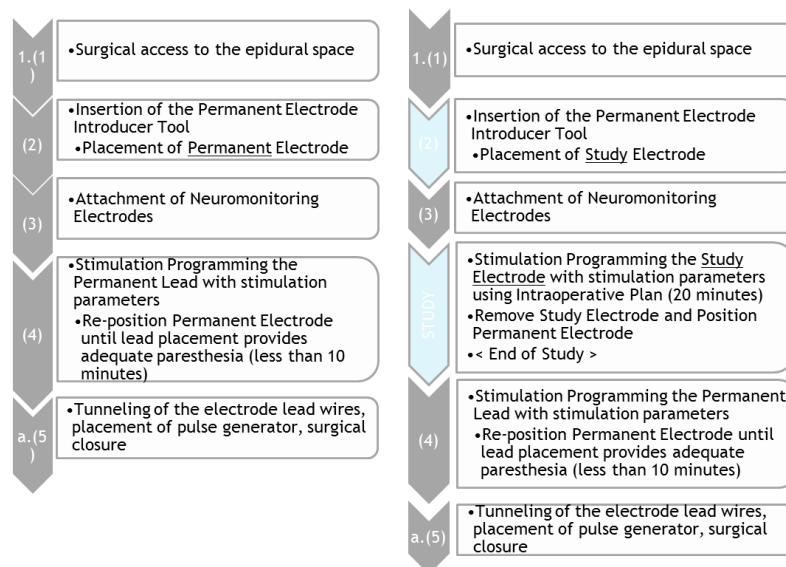 1.(1
)
•Surgical access to the epidural space
(2)
•Insertion of the Permanent Electrode
Introducer Tool
•Placement of Permanent Electrode
(3)
•Attachment of Neuromonitoring
Electrodes
(4)
•Stimulation Programming the
Permanent Lead with stimulation
parameters
•Re-position Permanent Electrode
until lead placement provides
adequate paresthesia (less than 10
minutes)
a.(5
)
•Tunneling of the electrode lead wires,
placement of pulse generator, surgical
closure
1.(1)
•Surgical access to the epidural space
(2)
•Insertion of the Permanent Electrode
Introducer Tool
•Placement of Study Electrode
(3)
•Attachment of Neuromonitoring
Electrodes
STUDY
•Stimulation Programming the Study
Electrode with stimulation parameters
using Intraoperative Plan (20 minutes)
•Remove Study Electrode and Position
Permanent Electrode
•< End of Study >
(4)
•Stimulation Programming the Permanent
Lead with stimulation parameters
•Re-position Permanent Electrode until
lead placement provides adequate
paresthesia (less than 10 minutes)
a.(5)
•Tunneling of the electrode lead wires,
placement of pulse generator, surgical
closure